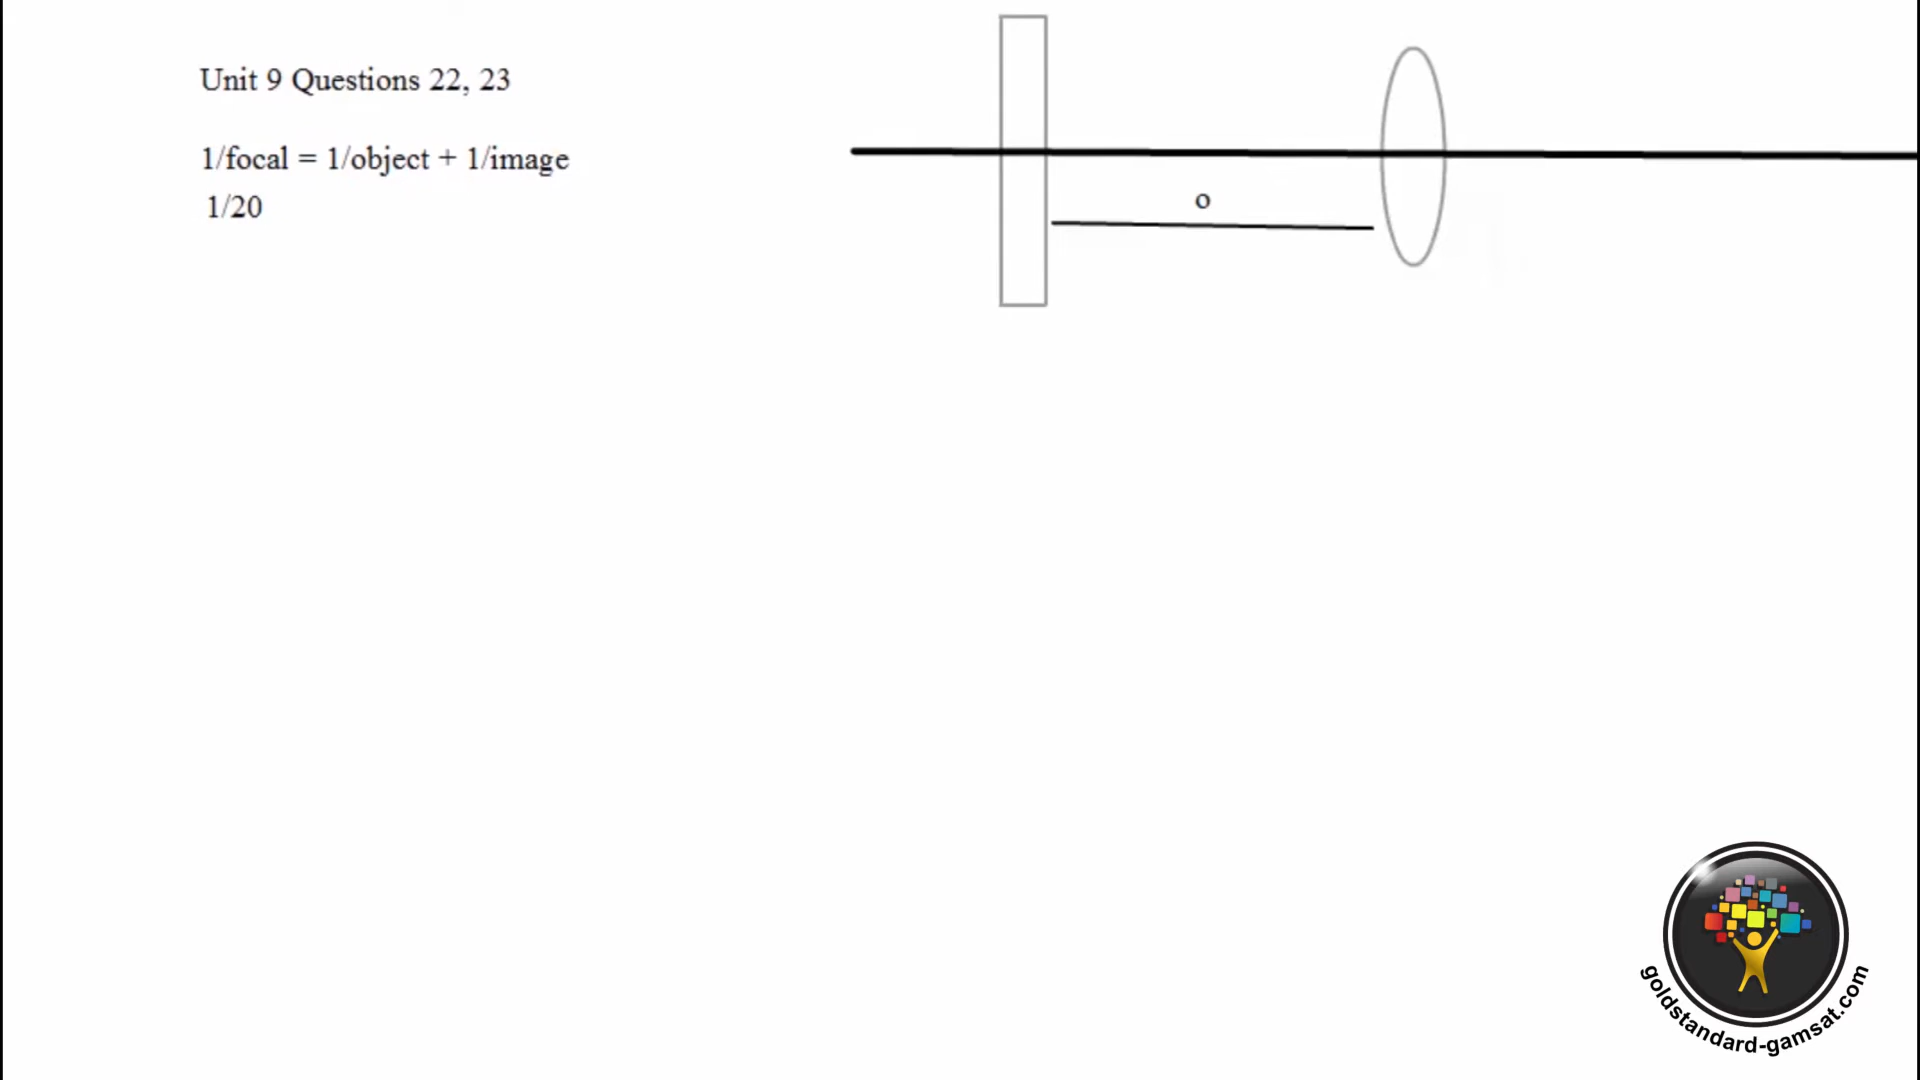 Unit 9 Questions 22, 23
1/focal = 1/object + 1/image
1/20
o
goldstandard-gamsat.com